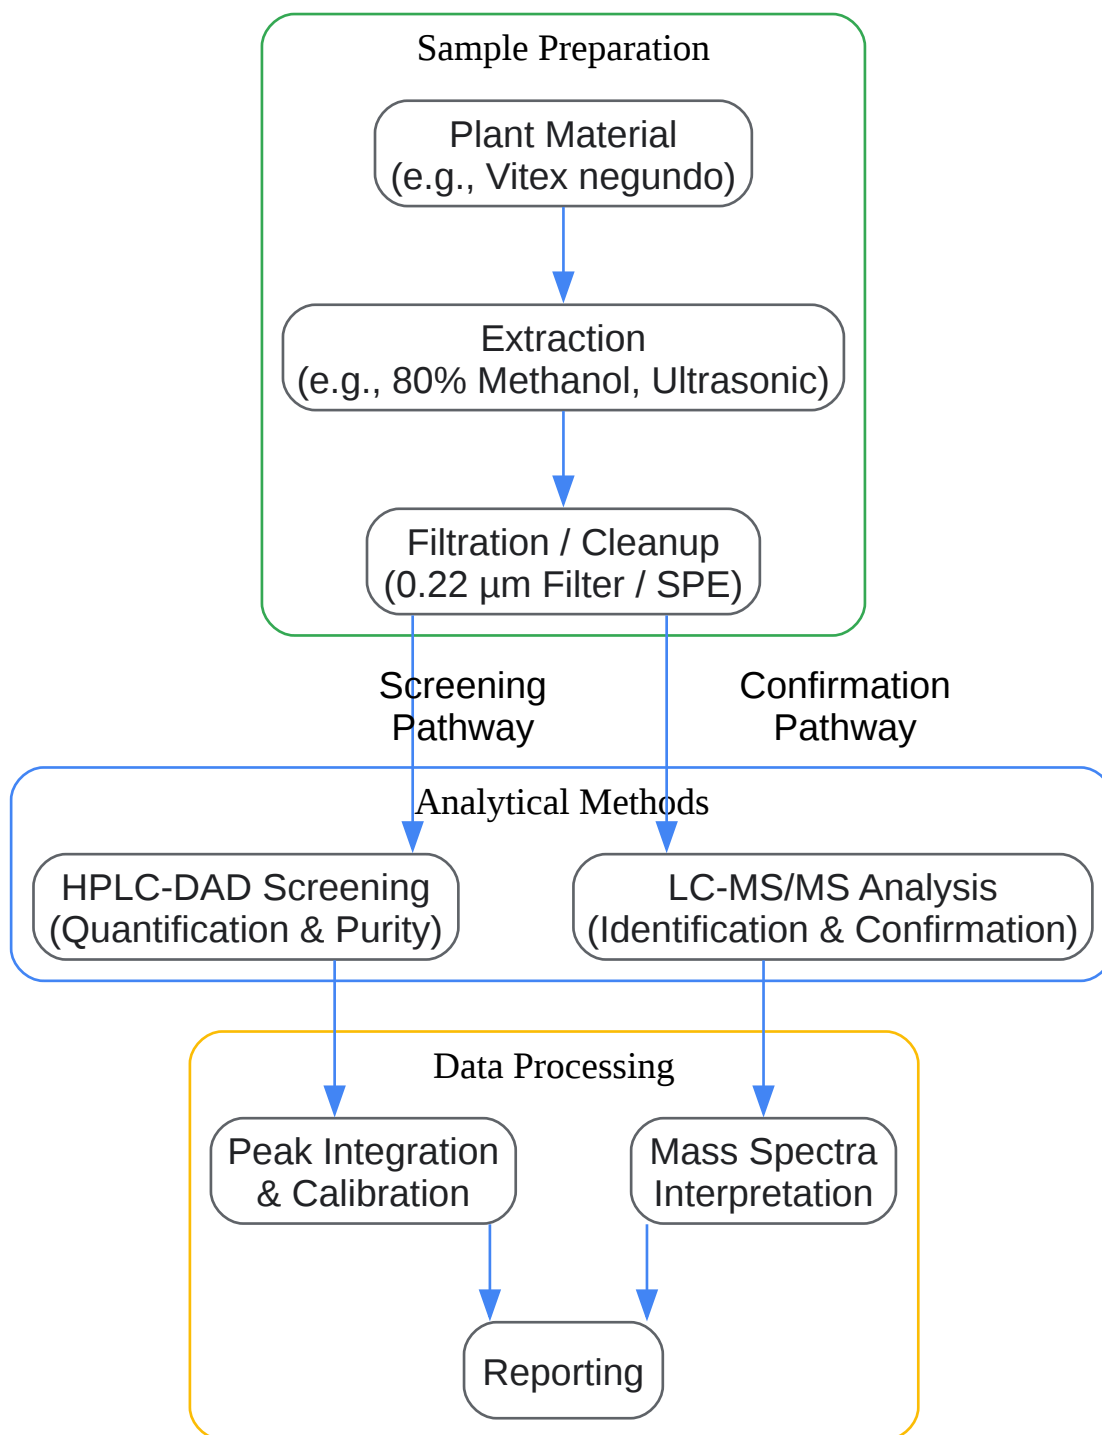 Sample Preparation
Plant Material
(e.g., Vitex negundo)
Extraction
(e.g., 80% Methanol, Ultrasonic)
Filtration / Cleanup
(0.22 µm Filter / SPE)
Screening
Pathway
Confirmation
Pathway
Analytical Methods
HPLC-DAD Screening
(Quantification & Purity)
LC-MS/MS Analysis
(Identification & Confirmation)
Data Processing
Peak Integration
& Calibration
Mass Spectra
Interpretation
Reporting